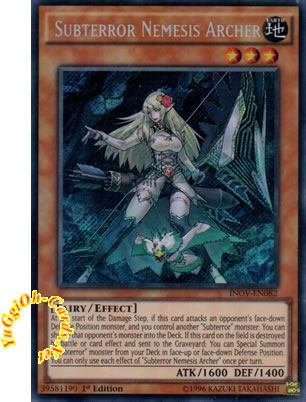 SUBTERROR NEMESIS ARCHER
EARTH
地
INOV-EN082
FAIRY/EFFECT]
At the start of the Damage Step, if this card attacks an opponent's face-down
Defense Position monster, and you control another "Subterror" monster: You can
shuffle that opponent's monster into the Deck. If this card on the field is destroyed
by battle or card effect and sent to the Graveyard: You can Special Summon
"Subterror" monster from your Deck in face-up or face-down Defense Position.
You can only use each effect of "Subterror Nemesis Archer" once per turn.
ATK/1600 DEF/1400
39581190 1st Edition
©1996 KAZUKI TAKAHASHI
YuGgiOh-Cards.Net